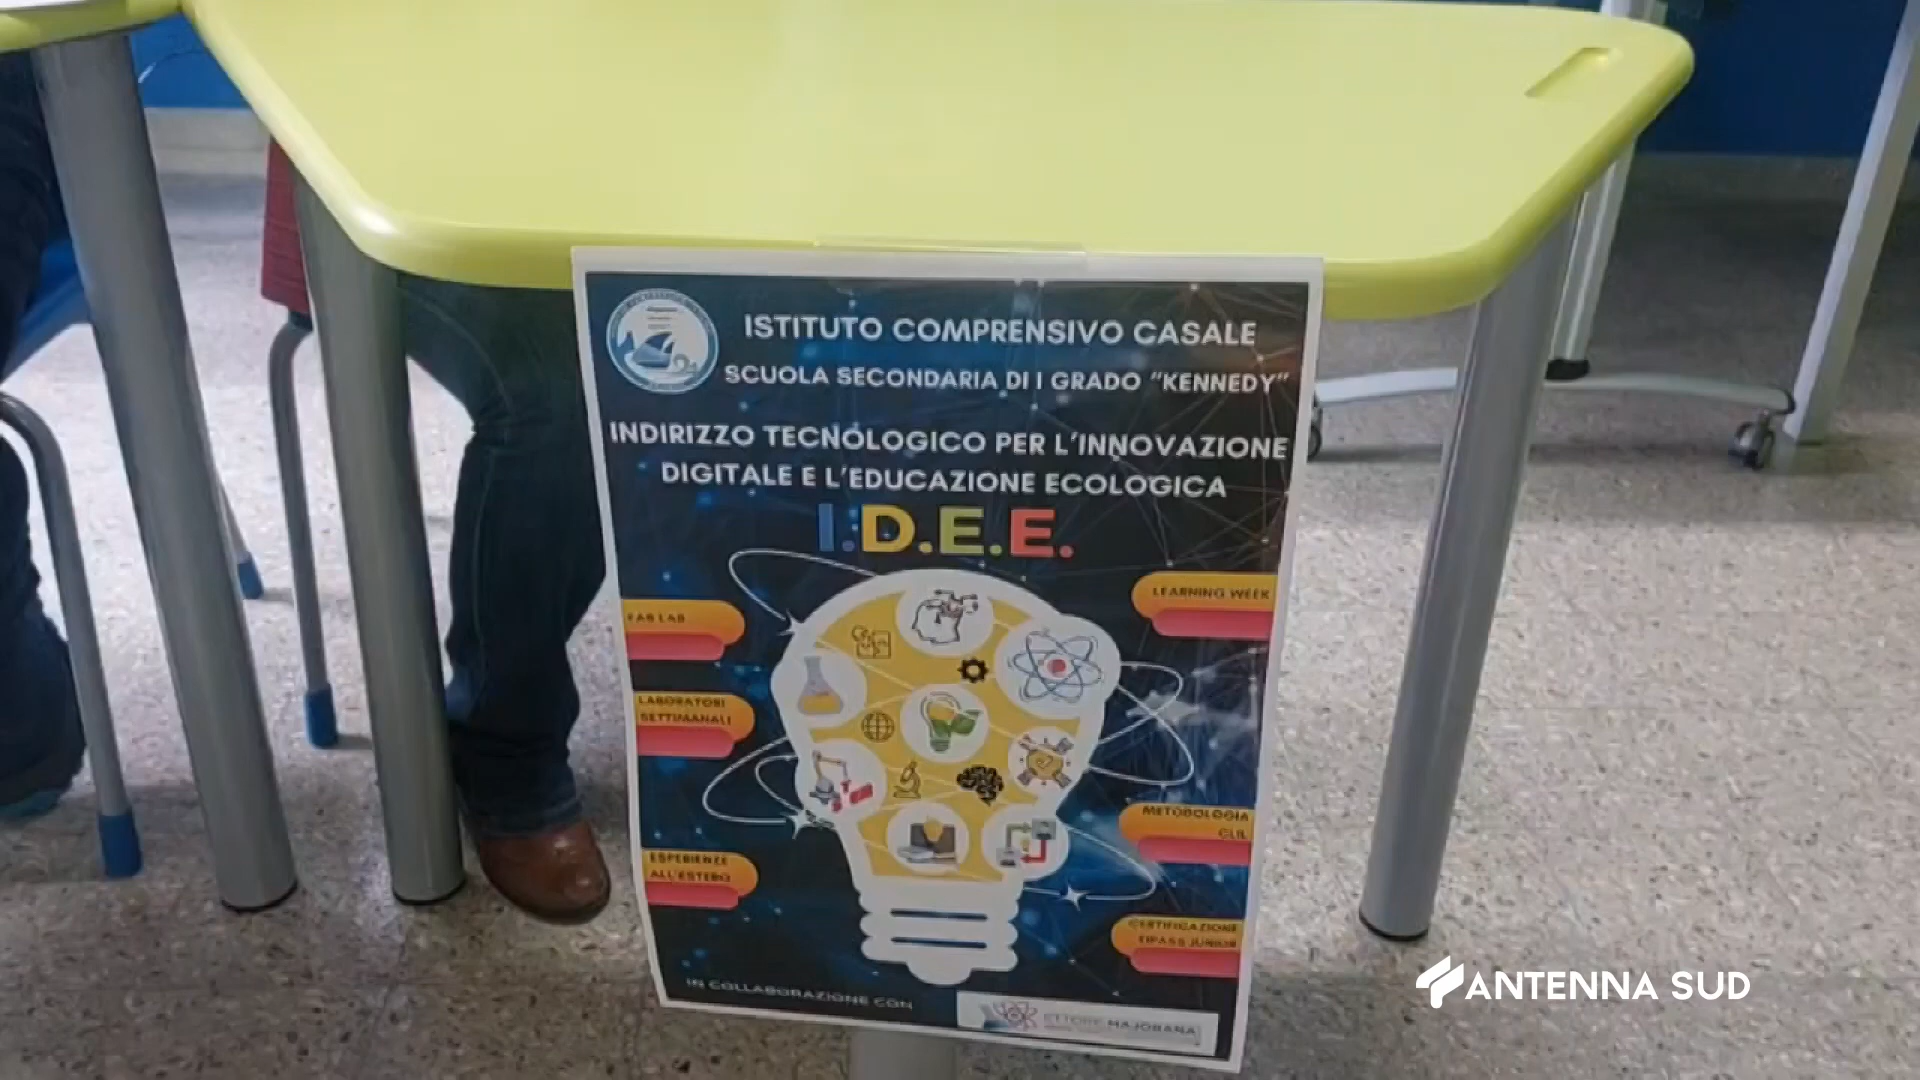 ISTITUTO COMPRENSIVO CASALE
SCUOLA SECONDARIA DI I GRADO "KENNEDY"
INDIRIZZO TECNOLOGICO PER L'INNOVAZIONE
DIGITALE E L'EDUCAZIONE ECOLOGICA
I.D.E.E.
FAB LAB
LEARNING WEEK
LABORATORI
SETTIMANALI
METODOLOGIA
CLIL
ESPERIENZE
ALL'ESTERO
CERTIFICAZIONE
EIPASS JUNIOR
IN COLLABORAZIONE CON
ETTORE MAJORANA
ANTENNA SUD